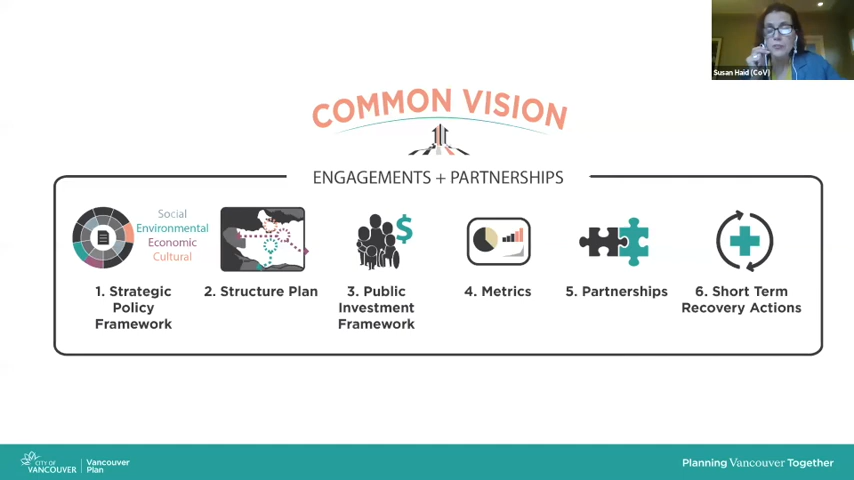 Susan Haid (CoV)
COMMON VISION
ENGAGEMENTS + PARTNERSHIPS
Social
Environmental
Economic
Cultural
$
1. Strategic
Policy
Framework
2. Structure Plan
3. Public
Investment
Framework
4. Metrics
5. Partnerships
6. Short Term
Recovery Actions
CITY OF
VANCOUVER
Vancouver
Plan
Planning Vancouver Together